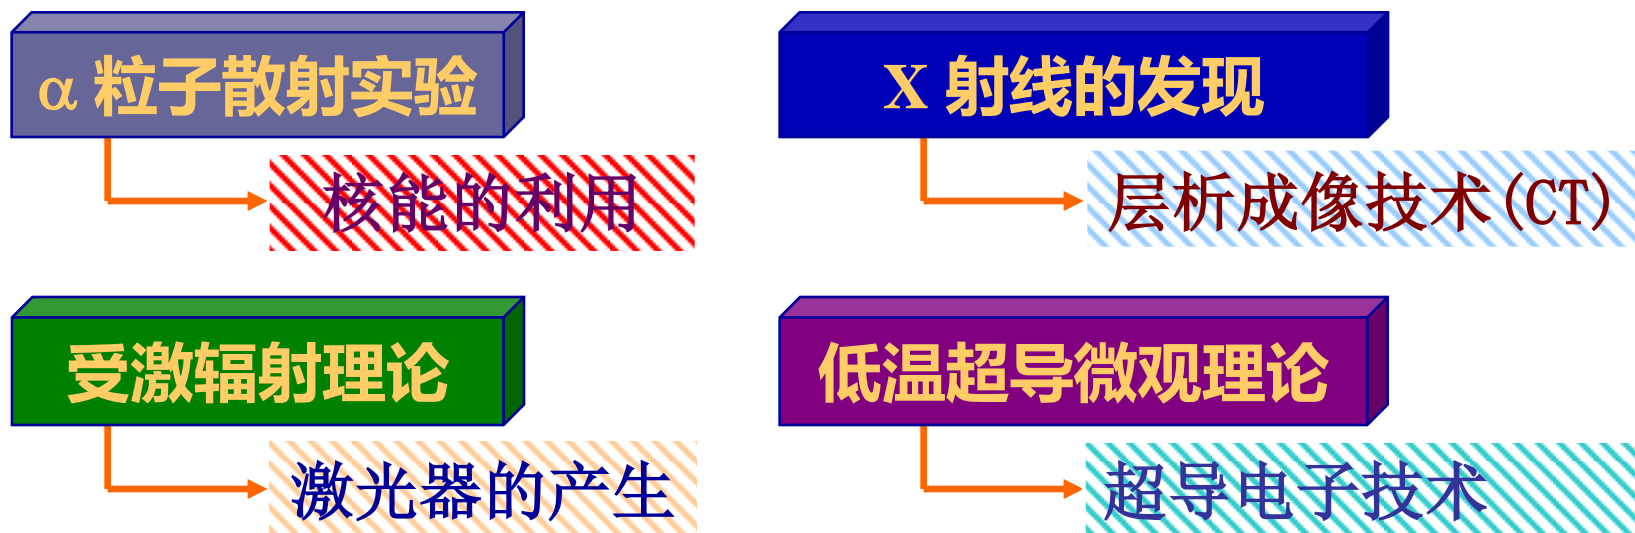 α 粒子散射实验
核能的利用
X 射线的发现
层析成像技术(CT)
受激辐射理论
激光器的产生
低温超导微观理论
超导电子技术